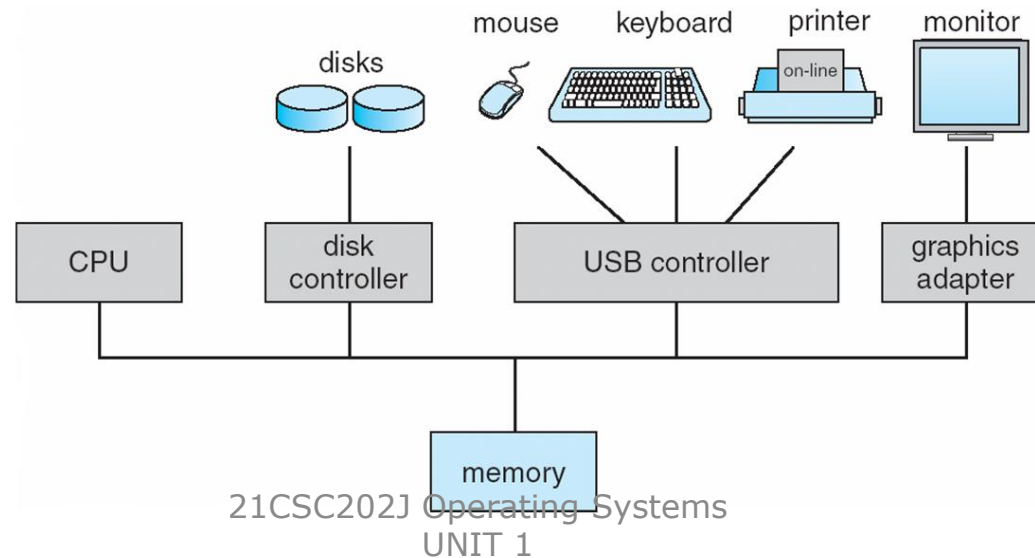 mouse
keyboard
printer
monitor
disks
on-line
CPU
disk
controller
USB controller
graphics
adapter
memory
21CSC202J Operating Systems
UNIT 1